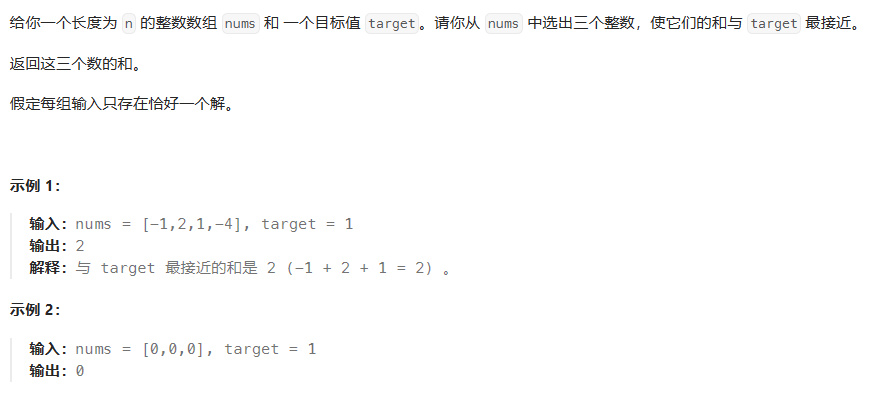 给你一个长度为 n 的整数数组 nums 和 一个目标值 target。请你从 nums 中选出三个整数，使它们的和与 target 最接近。
返回这三个数的和。
假定每组输入只存在恰好一个解。
示例 1：
输入：nums = [-1,2,1,-4], target = 1
输出：2
解释：与 target 最接近的和是 2 (-1 + 2 + 1 = 2) 。
示例 2：
输入：nums = [0,0,0], target = 1
输出：0